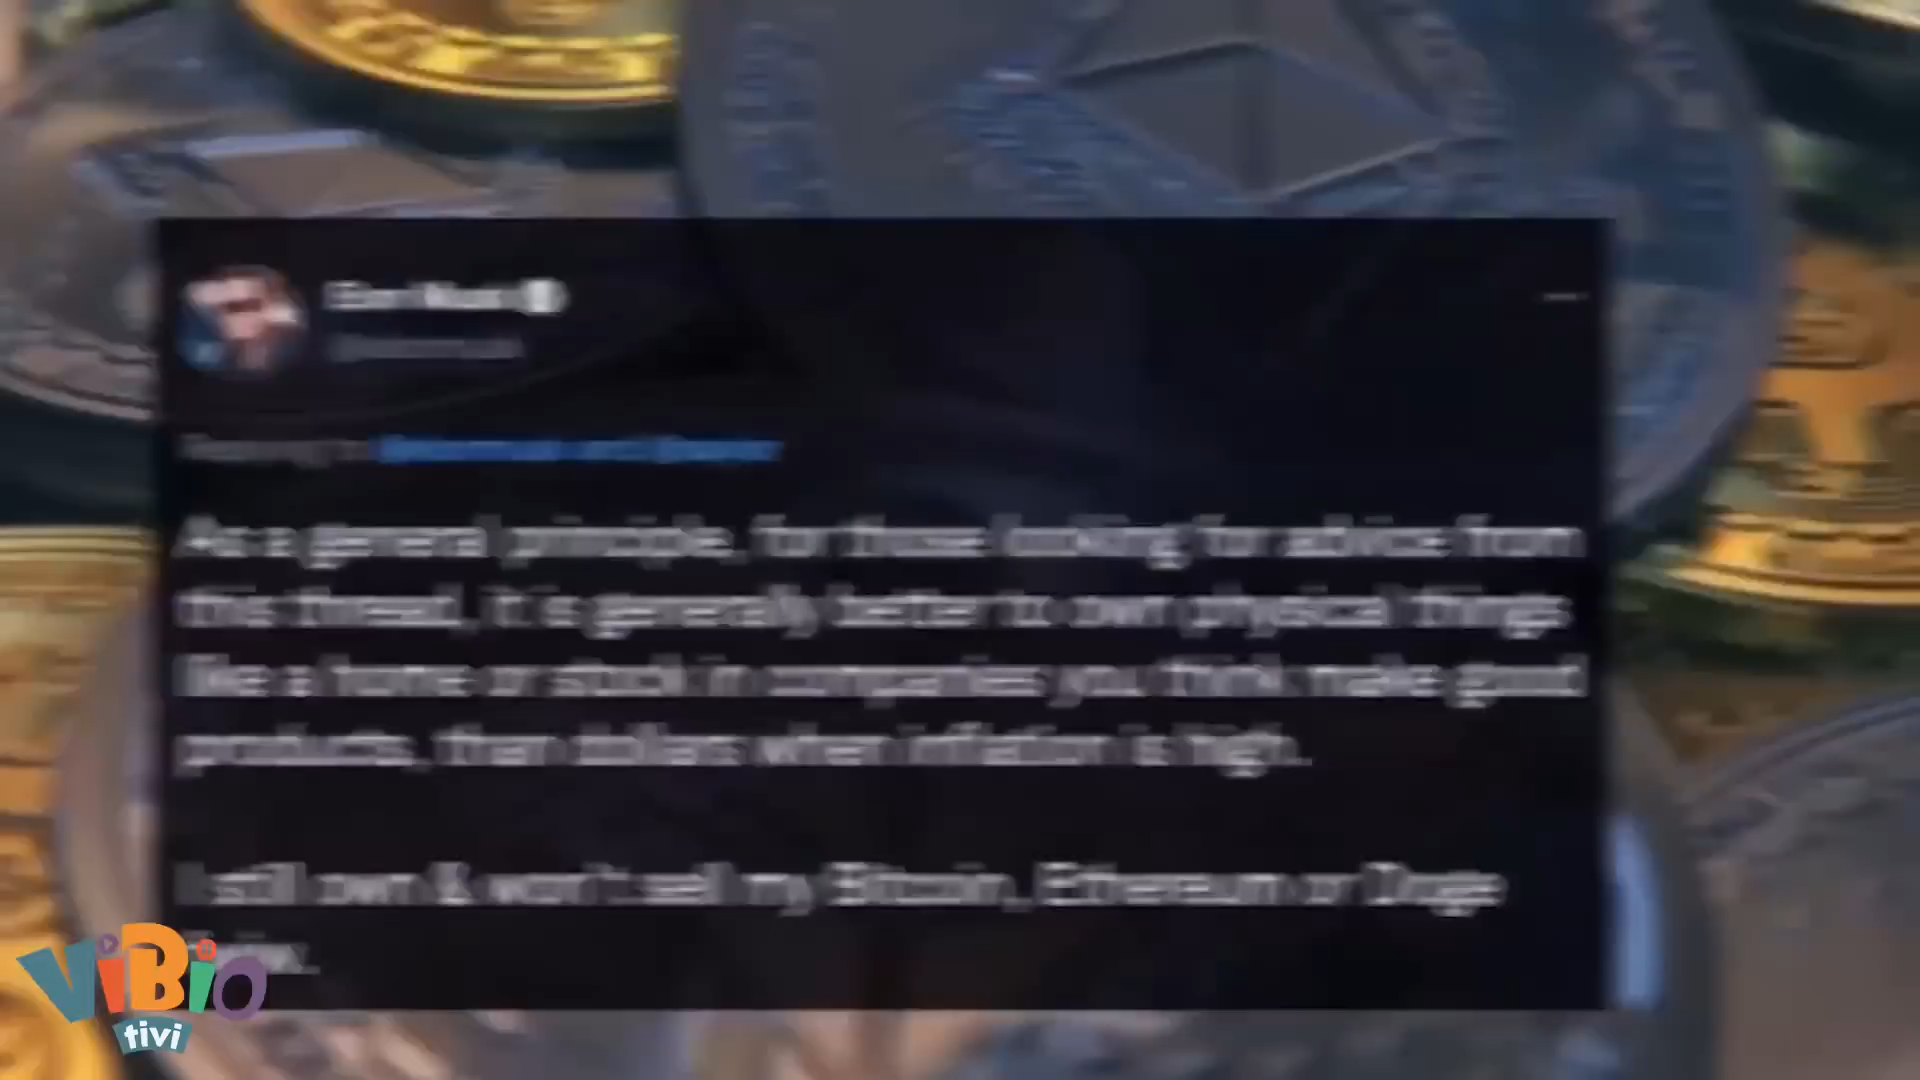 Elon Musk
As a general principle, for those looking for advice from
this thread, it is generally better to own physical things
like a home or stock in companies you think make good
products, than dollars when inflation is high.
I still own & won't sell my Bitcoin, Ethereum or Doge
ViBiO
tivi